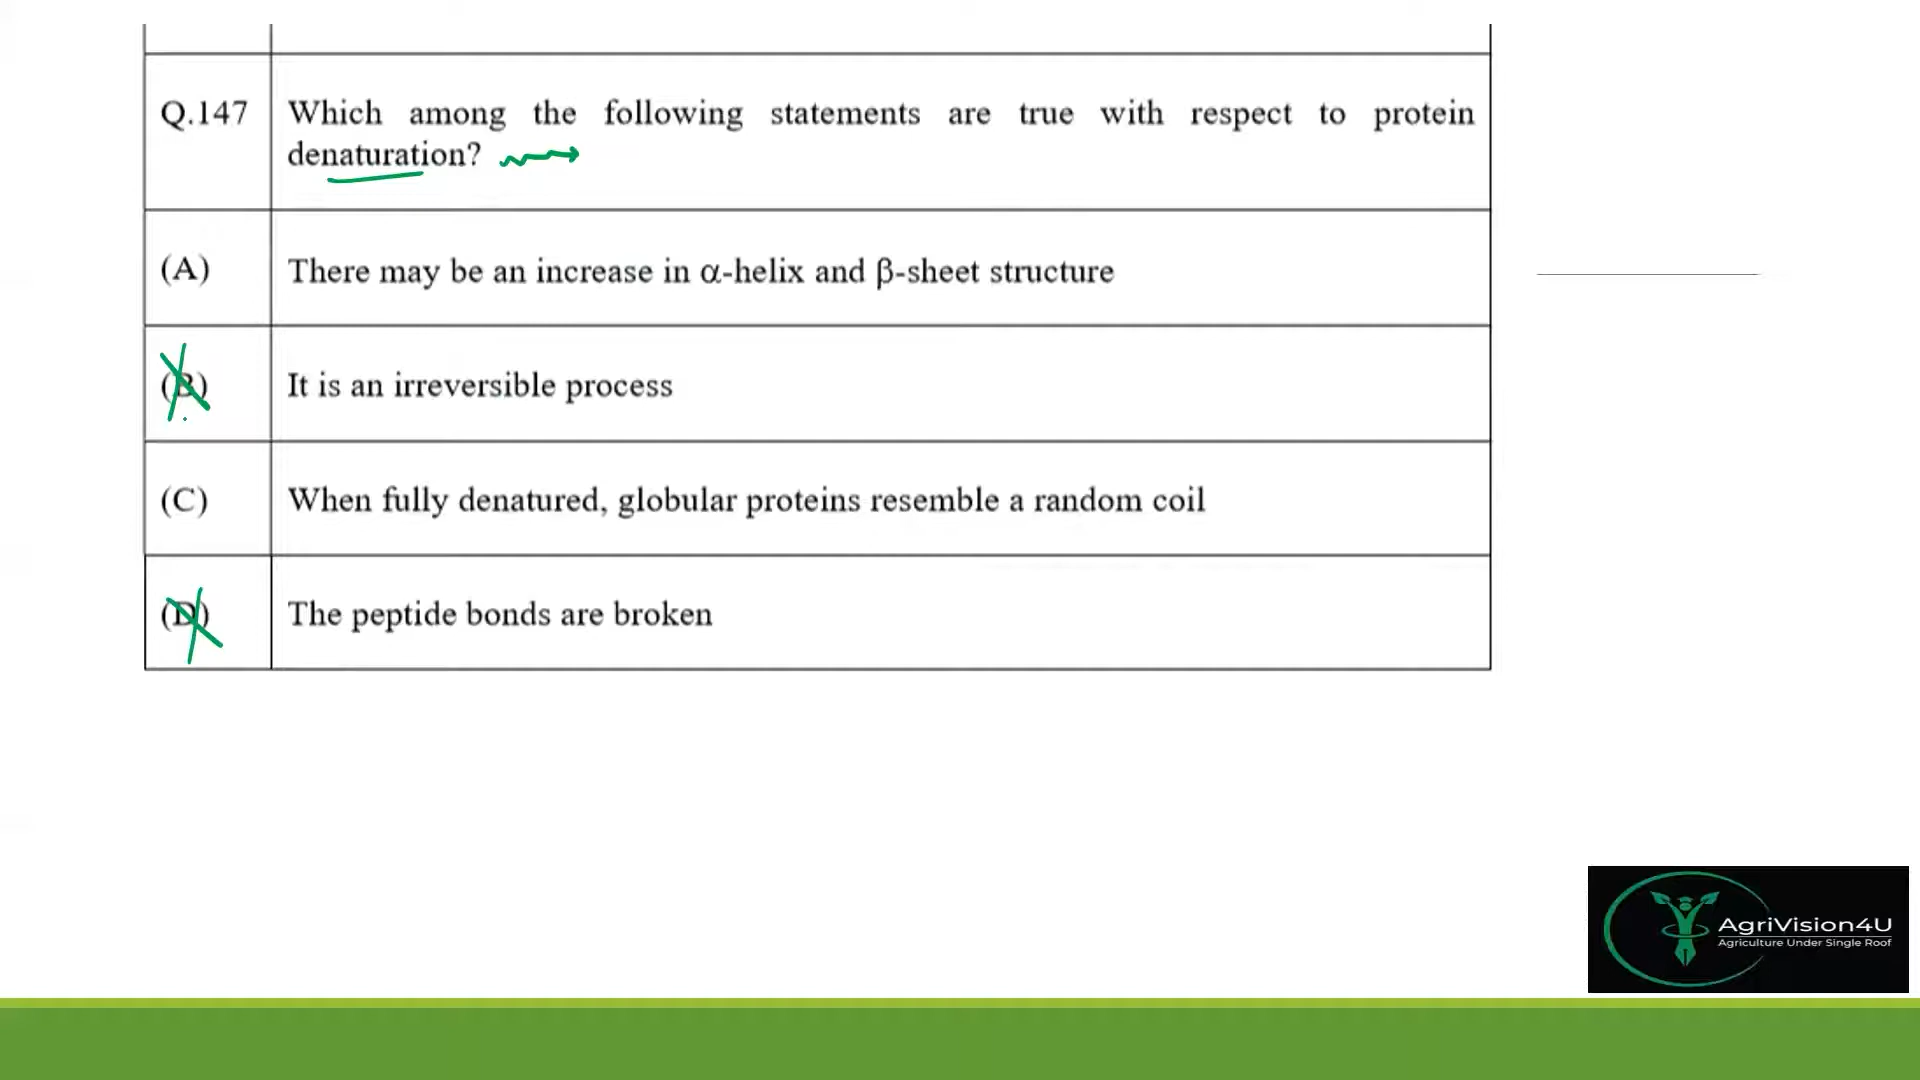 Q.147 Which among the following statements are true with respect to protein
denaturation?
(A) There may be an increase in α-helix and β-sheet structure
(B) It is an irreversible process
(C) When fully denatured, globular proteins resemble a random coil
(D) The peptide bonds are broken
AgriVision4U
Agriculture Under Single Roof